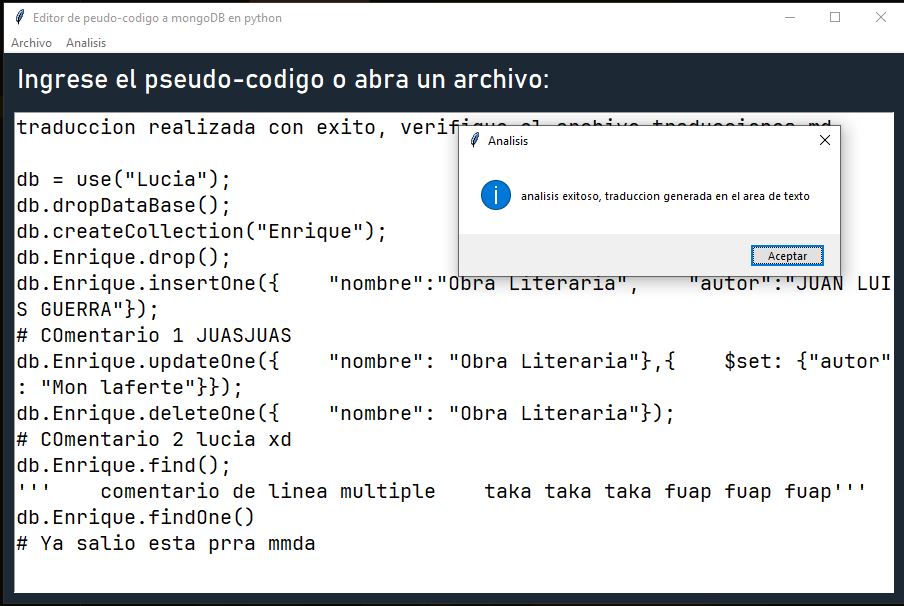 Editor de peudo-codigo a mongoDB en python
Archivo Analisis
Ingrese el pseudo-codigo o abra un archivo:
traduccion realizada con exito, verifique el archivo traducciones.md
Analisis
analisis exitoso, traduccion generada en el area de texto
Aceptar
db = use("Lucia");
db.dropDataBase();
db.createCollection("Enrique");
db.Enrique.drop();
db.Enrique.insertOne({    "nombre":"Obra Literaria",    "autor":"JUAN LUI
S GUERRA"});
# COmentario 1 JUASJUAS
db.Enrique.updateOne({    "nombre": "Obra Literaria"},{    $set: {"autor"
: "Mon laferte"}});
db.Enrique.deleteOne({    "nombre": "Obra Literaria"});
# COmentario 2 lucia xd
db.Enrique.find();
'''    comentario de linea multiple    taka taka taka fuap fuap fuap'''
db.Enrique.findOne()
# Ya salio esta prra mmda